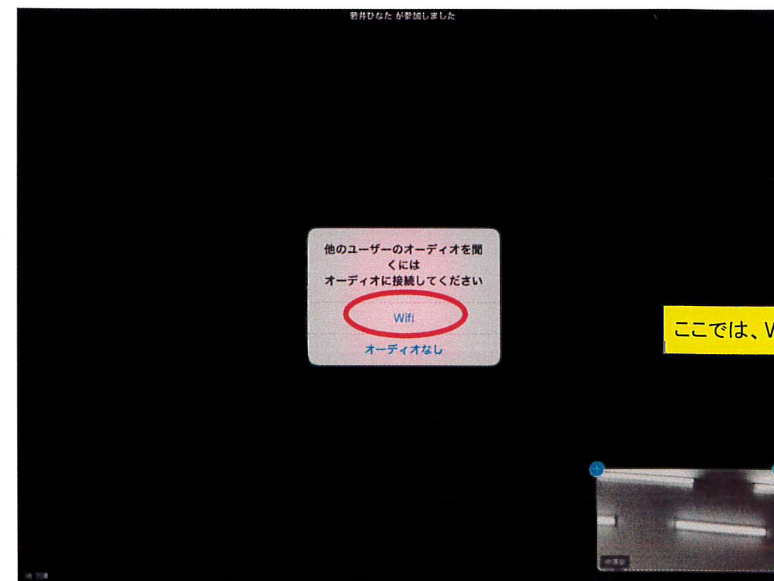 若井ひなた が参加しました
他のユーザーのオーディオを聞
くには
オーディオに接続してください
Wifi
オーディオなし
ここでは、W